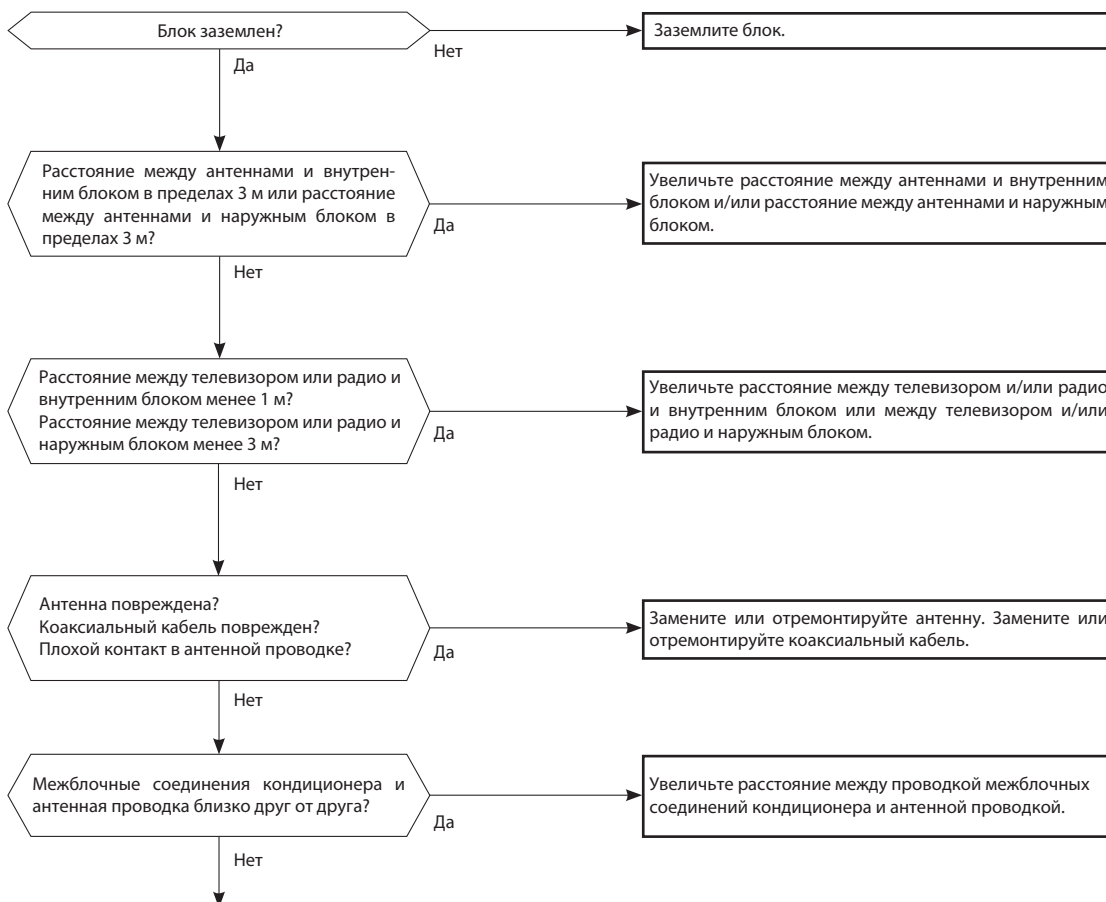 Блок заземлен?
Нет
Заземлите блок.
Да
Расстояние между антеннами и внутрен-
ним блоком в пределах 3 м или расстояние
между антеннами и наружным блоком в
пределах 3 м?
Да
Увеличьте расстояние между антеннами и внутренним
блоком и/или расстояние между антеннами и наружным
блоком.
Нет
Расстояние между телевизором или радио и
внутренним блоком менее 1 м?
Расстояние между телевизором или радио и
наружным блоком менее 3 м?
Да
Увеличьте расстояние между телевизором и/или радио
и внутренним блоком или между телевизором и/или
радио и наружным блоком.
Нет
Антенна повреждена?
Коаксиальный кабель поврежден?
Плохой контакт в антенной проводке?
Да
Замените или отремонтируйте антенну. Замените или
отремонтируйте коаксиальный кабель.
Нет
Межблочные соединения кондиционера и
антенная проводка близко друг от друга?
Да
Увеличьте расстояние между проводкой межблочных
соединений кондиционера и антенной проводкой.
Нет